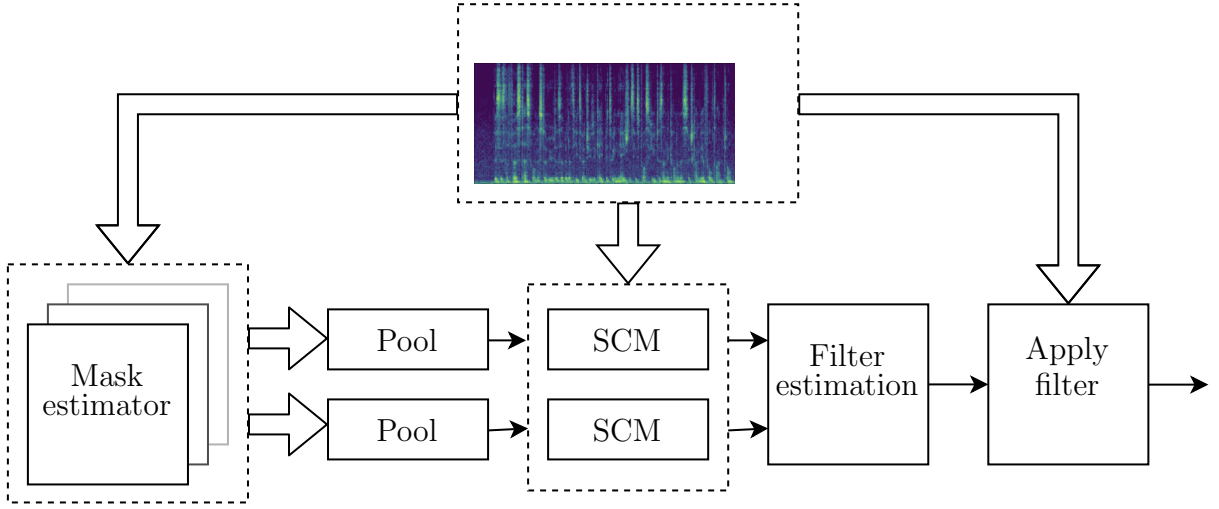 Mask
estimator
Pool
Pool
SCM
SCM
Filter
estimation
Apply
filter